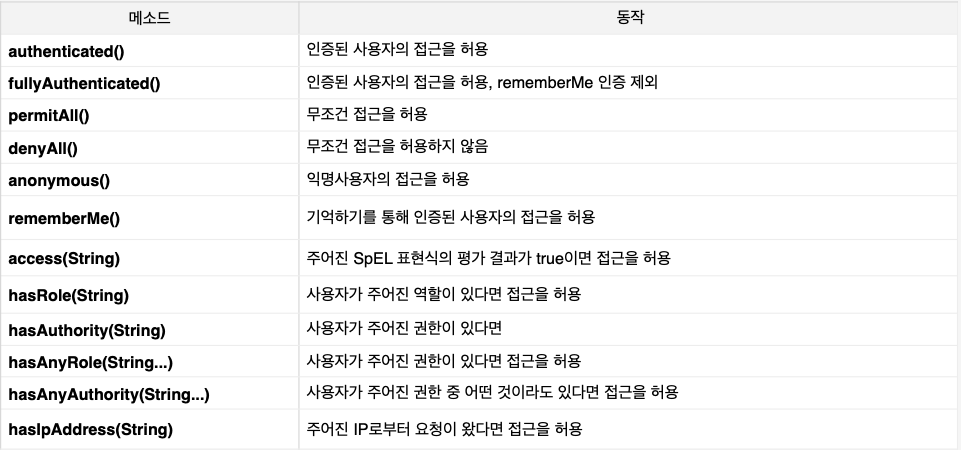 메소드 동작
authenticated() 인증된 사용자의 접근을 허용
fullyAuthenticated() 인증된 사용자의 접근을 허용, rememberMe 인증 제외
permitAll() 무조건 접근을 허용
denyAll() 무조건 접근을 허용하지 않음
anonymous() 익명사용자의 접근을 허용
rememberMe() 기억하기를 통해 인증된 사용자의 접근을 허용
access(String) 주어진 SpEL 표현식의 평가 결과가 true이면 접근을 허용
hasRole(String) 사용자가 주어진 역할이 있다면 접근을 허용
hasAuthority(String) 사용자가 주어진 권한이 있다면
hasAnyRole(String...) 사용자가 주어진 권한이 있다면 접근을 허용
hasAnyAuthority(String...) 사용자가 주어진 권한 중 어떤 것이라도 있다면 접근을 허용
hasIpAddress(String) 주어진 IP로부터 요청이 왔다면 접근을 허용